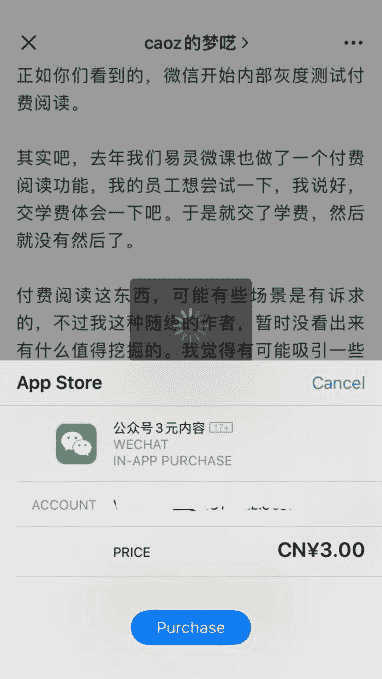 caoz的梦呓
正如你们看到的，微信开始内部灰度测试付
费阅读。
其实吧，去年我们易灵微课也做了一个付费
阅读功能，我的员工想尝试一下，我说好，
交学费体会一下吧。于是就交了学费，然后
就没有然后了。
付费阅读这东西，可能有些场景是有诉求
的，不过我这种随缘的作者，暂时没看出来
有什么值得挖掘的。我觉得有可能吸引一些
App Store
Cancel
公众号3元内容 17+
WECHAT
IN-APP PURCHASE
ACCOUNT
PRICE
CN¥3.00
Purchase